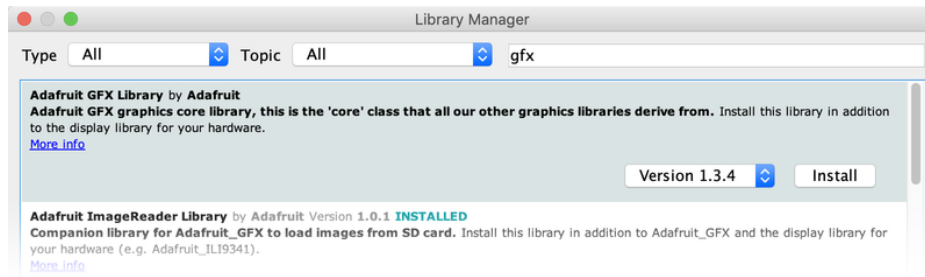 Library Manager
Type All Topic All gfx
Adafruit GFX Library by Adafruit
Adafruit GFX graphics core library, this is the 'core' class that all our other graphics libraries derive from. Install this library in addition
to the display library for your hardware.
More info
Version 1.3.4 Install
Adafruit ImageReader Library by Adafruit Version 1.0.1 INSTALLED
Companion library for Adafruit_GFX to load images from SD card. Install this library in addition to Adafruit_GFX and the display library for
your hardware (e.g. Adafruit_ILI9341).
More info